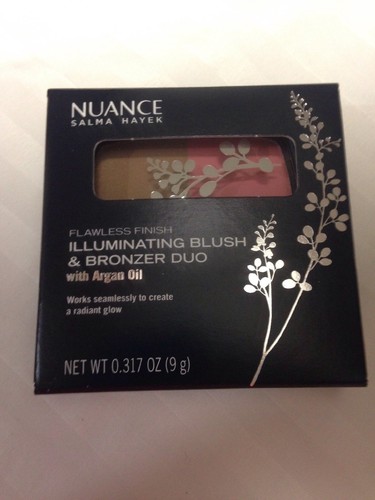 NUANCE
SALMA HAYEK
FLAWLESS FINISH
ILLUMINATING BLUSH
& BRONZER DUO
with Argan Oil
Works seamlessly to create
a radiant glow
NET WT 0.317 OZ (9 g)